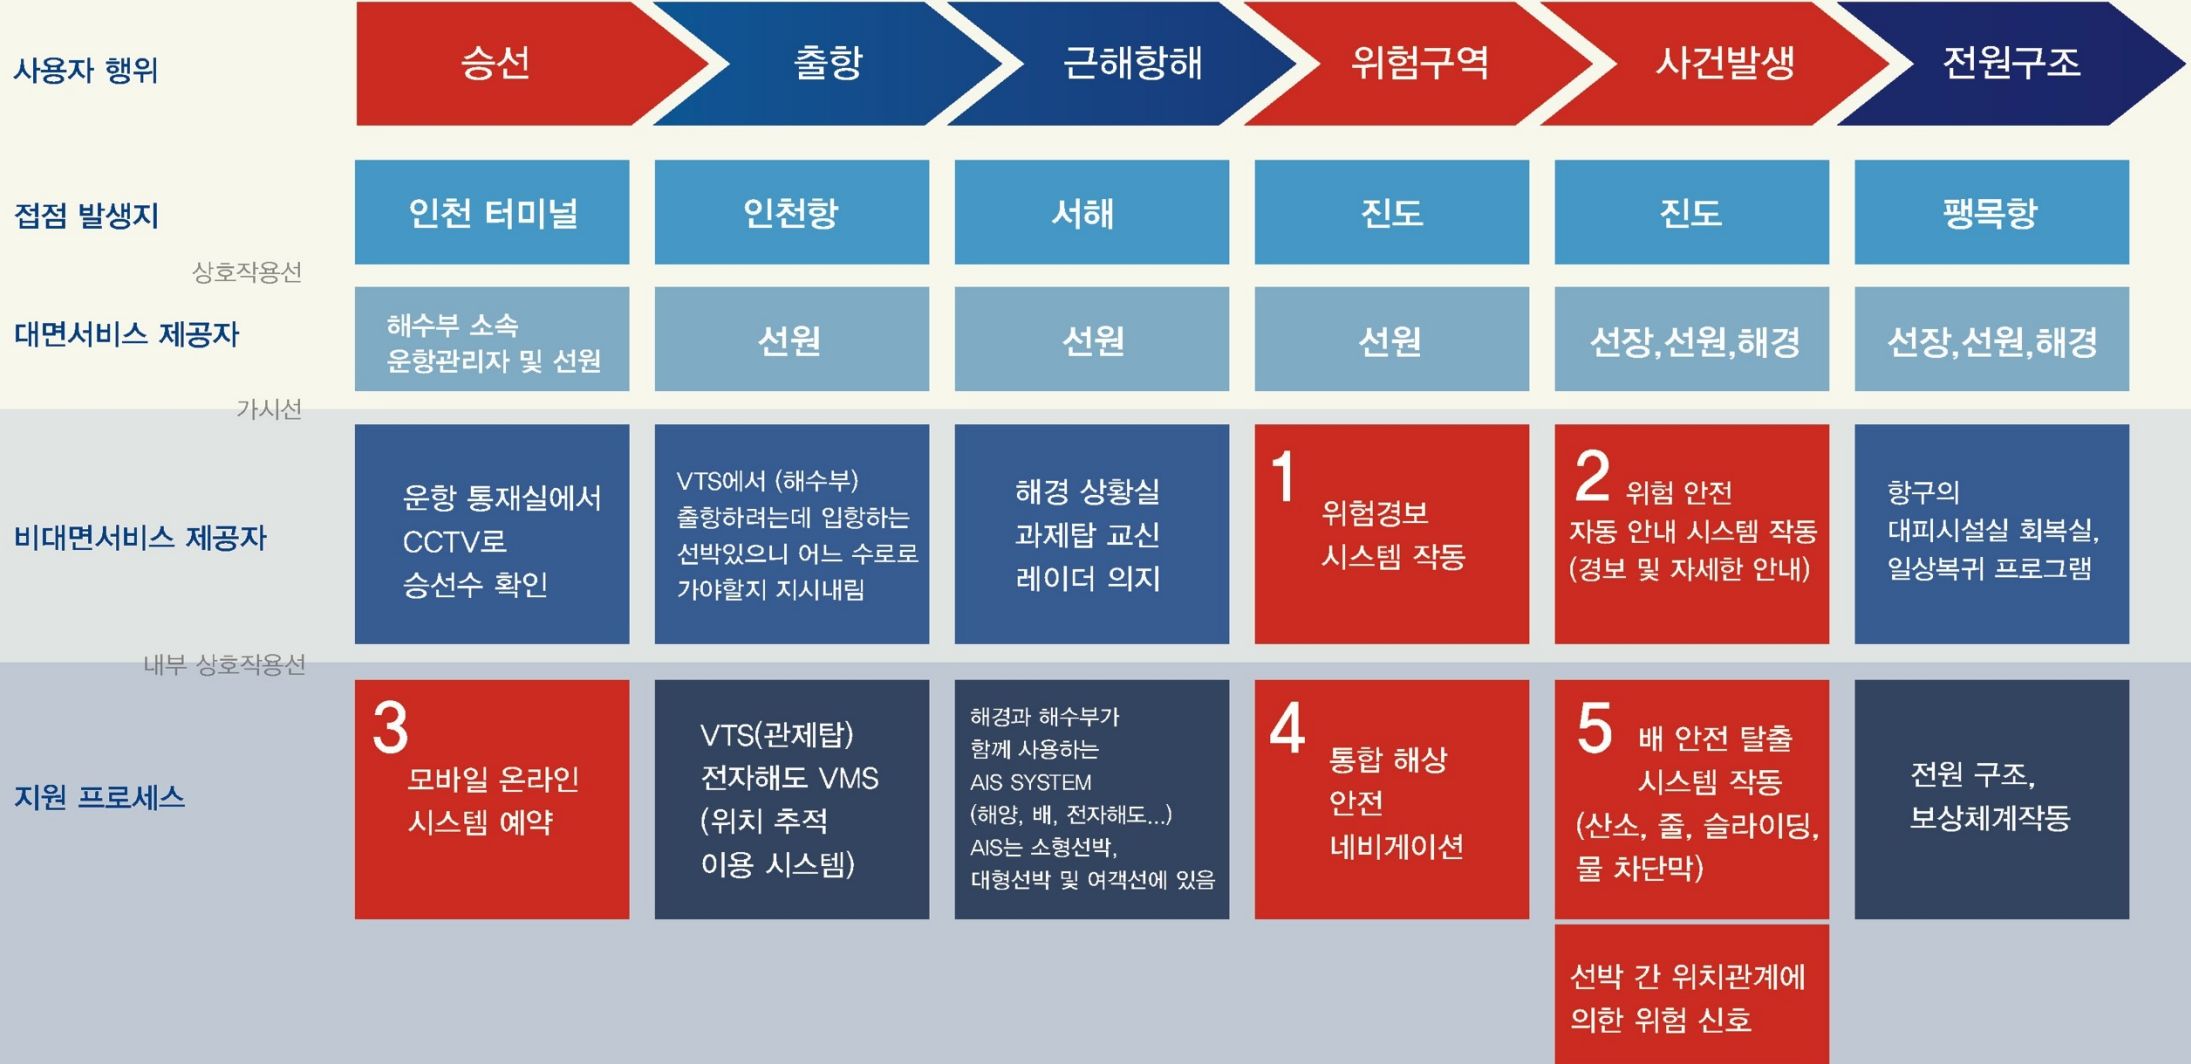 사용자 행위
승선
출항
근해항해
위험구역
사건발생
전원구조
접점 발생지
인천 터미널
인천항
서해
진도
진도
팽목항
상호작용선
대면서비스 제공자
해수부 소속
운항관리자 및 선원
선원
선원
선원
선장,선원,해경
선장,선원,해경
가시선
비대면서비스 제공자
운항 통재실에서
CCTV로
승선수 확인
VTS에서 (해수부)
출항하려는데 입항하는
선박있으니 어느 수로로
가야할지 지시내림
해경 상황실
과제탑 교신
레이더 의지
1
위험경보
시스템 작동
2 위험 안전
자동 안내 시스템 작동
(경보 및 자세한 안내)
항구의
대피시설실 회복실,
일상복귀 프로그램
내부 상호작용선
지원 프로세스
3
모바일 온라인
시스템 예약
VTS(관제탑)
전자해도 VMS
(위치 추적
이용 시스템)
해경과 해수부가
함께 사용하는
AIS SYSTEM
(해양, 배, 전자해도...)
AIS는 소형선박,
대형선박 및 여객선에 있음
4
통합 해상
안전
네비게이션
5 배 안전 탈출
시스템 작동
(산소, 줄, 슬라이딩,
물 차단막)
전원 구조,
보상체계작동
선박 간 위치관계에
의한 위험 신호